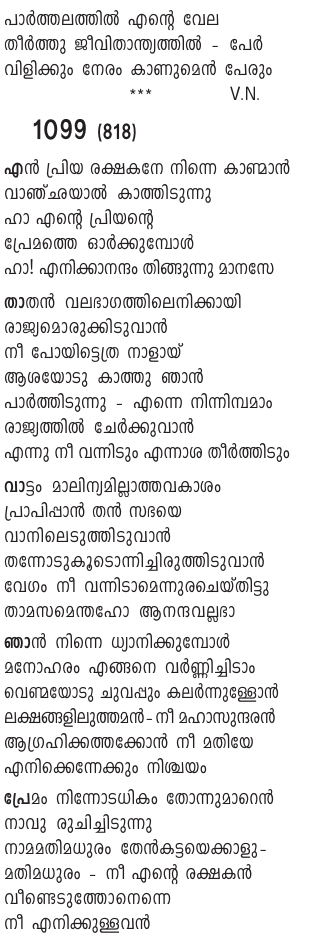 പാർത്തലത്തിൽ എന്റെ വേല
തീർത്തു ജീവിതാന്ത്യത്തിൽ - പേർ
വിളിക്കും നേരം കാണുമെൻ പേരും
*** V.N.
1099 (818)
എൻ പ്രിയ രക്ഷകനേ നിന്നെ കാണ്മാൻ
വാഞ്ഛയാൽ കാത്തിടുന്നു
ഹാ എന്റെ പ്രിയന്റെ
പ്രേമത്തെ ഓർക്കുമ്പോൾ
ഹാ! എനിക്കാനന്ദം തിങ്ങുന്നു മാനസേ
താതൻ വലഭാഗത്തിലെനിക്കായി
രാജ്യമൊരുക്കിടുവാൻ
നീ പോയിട്ടെത്ര നാളായ്
ആശയോടു കാത്തു ഞാൻ
പാർത്തിടുന്നു - എന്നെ നിന്നിമ്പമാം
രാജ്യത്തിൽ ചേർക്കുവാൻ
എന്നു നീ വന്നിടും എന്നാശ തീർത്തിടും
വാട്ടം മാലിന്യമില്ലാത്തവകാശം
പ്രാപിപ്പാൻ തൻ സഭയെ
വാനിലെടുത്തിടുവാൻ
തന്നോടുകൂടൊന്നിച്ചിരുത്തിടുവാൻ
വേഗം നീ വന്നിടാമെന്നുരചെയ്തിട്ടു
താമസമെന്തഹോ ആനന്ദവല്ലഭാ
ഞാൻ നിന്നെ ധ്യാനിക്കുമ്പോൾ
മനോഹരം എങ്ങനെ വർണ്ണിച്ചിടാം
വെണ്മയോടു ചുവപ്പും കലർന്നുള്ളോൻ
ലക്ഷങ്ങളിലുത്തമൻ-നീ മഹാസുന്ദരൻ
ആഗ്രഹിക്കത്തക്കോൻ നീ മതിയേ
എനിക്കെന്നേക്കും നിശ്ചയം
പ്രേമം നിന്നോടധികം തോന്നുമാറെൻ
നാവു രുചിച്ചിടുന്നു
നാമമതിമധുരം തേൻകട്ടയെക്കാളു-
മതിമധുരം - നീ എന്റെ രക്ഷകൻ
വീണ്ടെടുത്തോനെന്നെ
നീ എനിക്കുള്ളവൻ